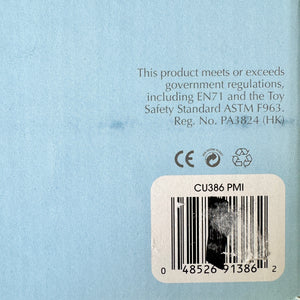 This product meets or exceeds
government regulations,
including EN71 and the Toy
Safety Standard ASTM F963.
Reg. No. PA3824 (HK)
CE
CU386 PMI
0 48526 91386 2